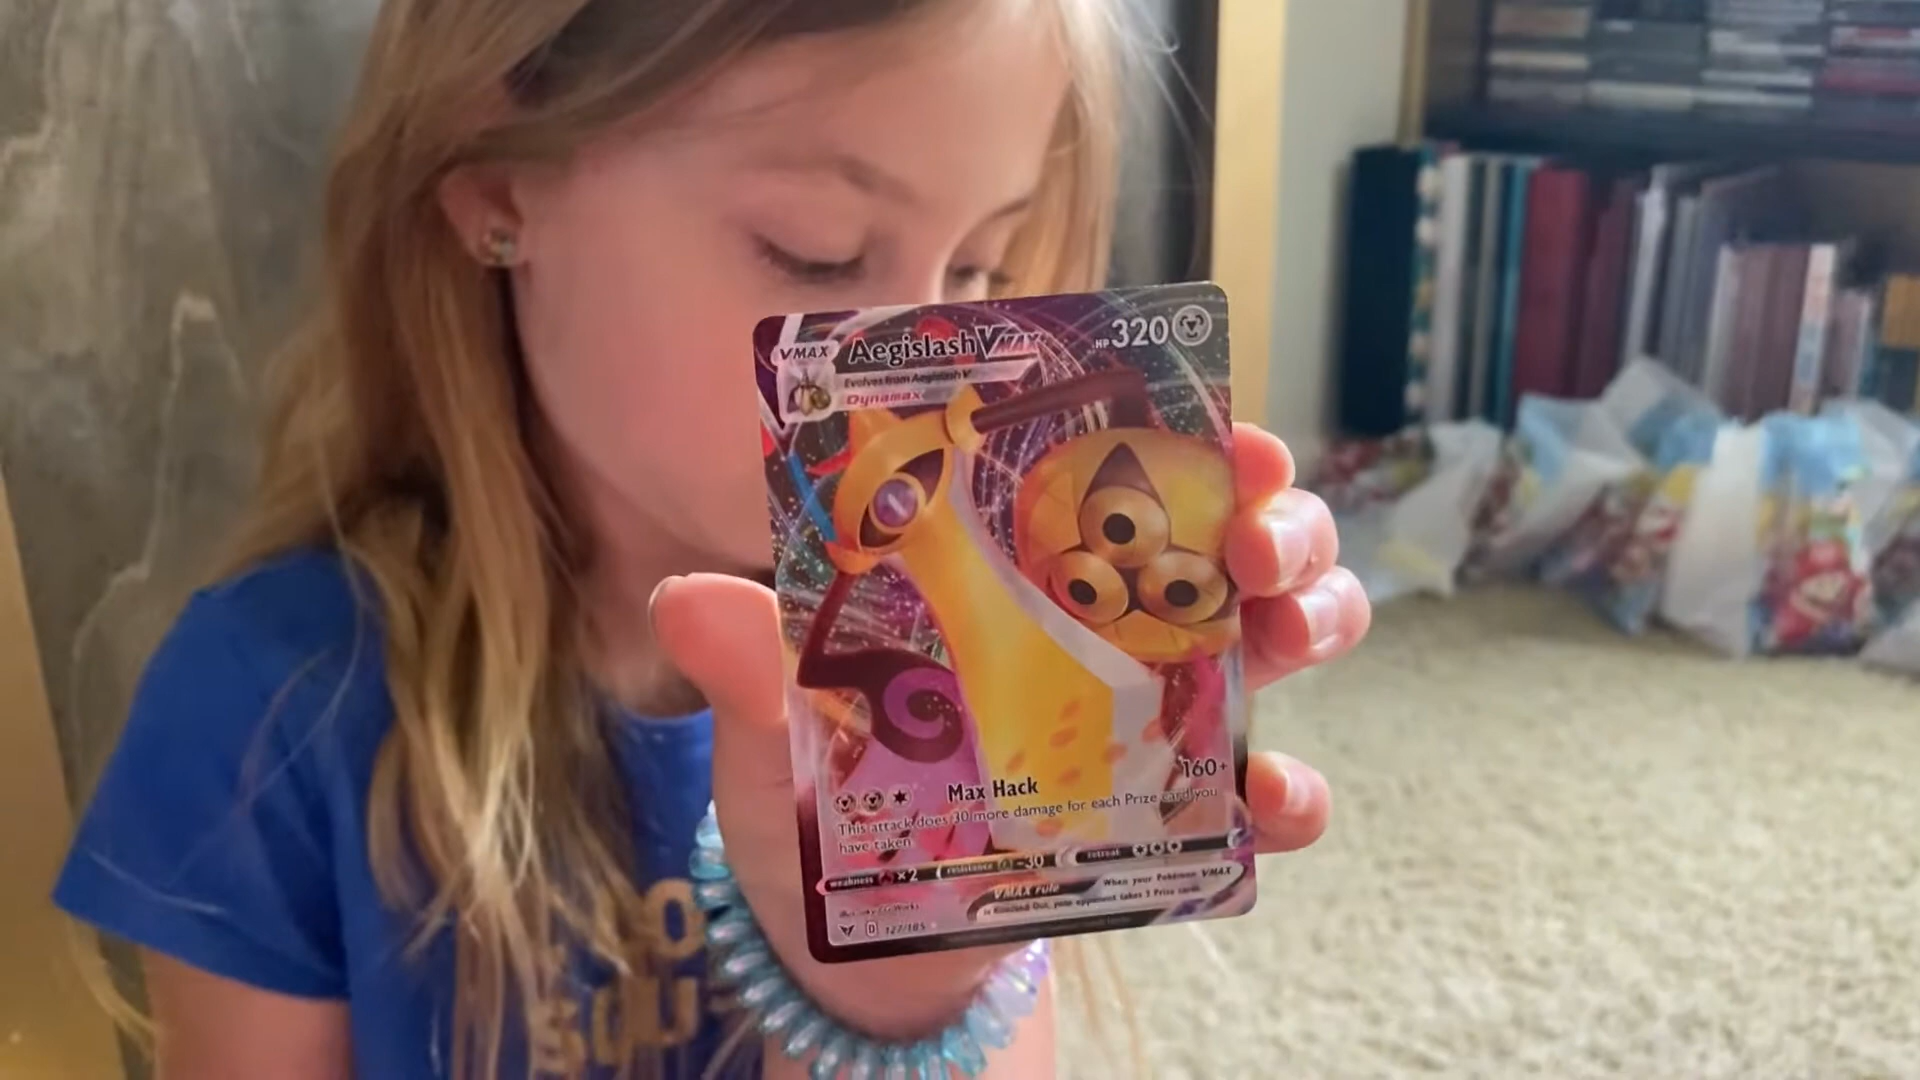 VMAX Aegislash VMAX HP 320
Evolves from Aegislash V
Dynamax
Max Hack 160+
This attack does 30 more damage for each Prize card you
have taken.
weakness ×2 resistance -30 retreat
VMAX rule When your Pokémon VMAX
is Knocked Out, your opponent takes 3 Prize cards.
D 127/185